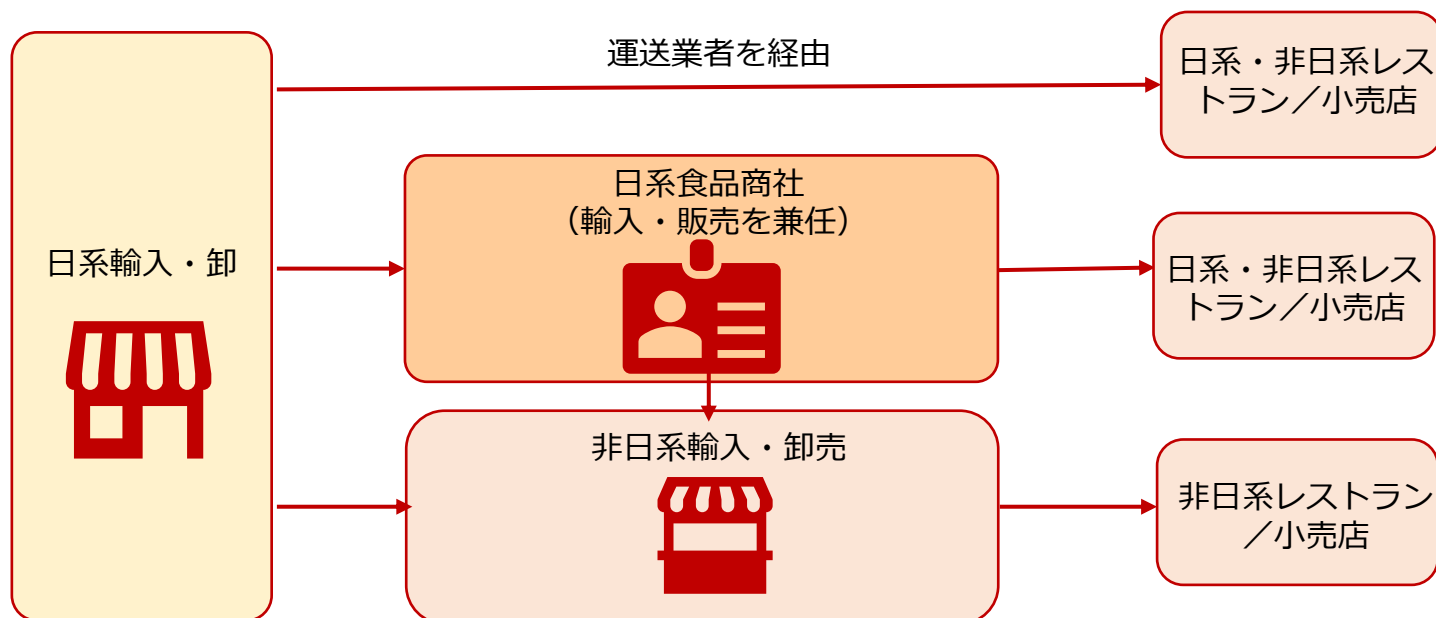 運送業者を経由
日系・非日系レス
トラン／小売店
日系食品商社
（輸入・販売を兼任）
日系輸入・卸
日系・非日系レス
トラン／小売店
非日系輸入・卸売
非日系レストラン
／小売店